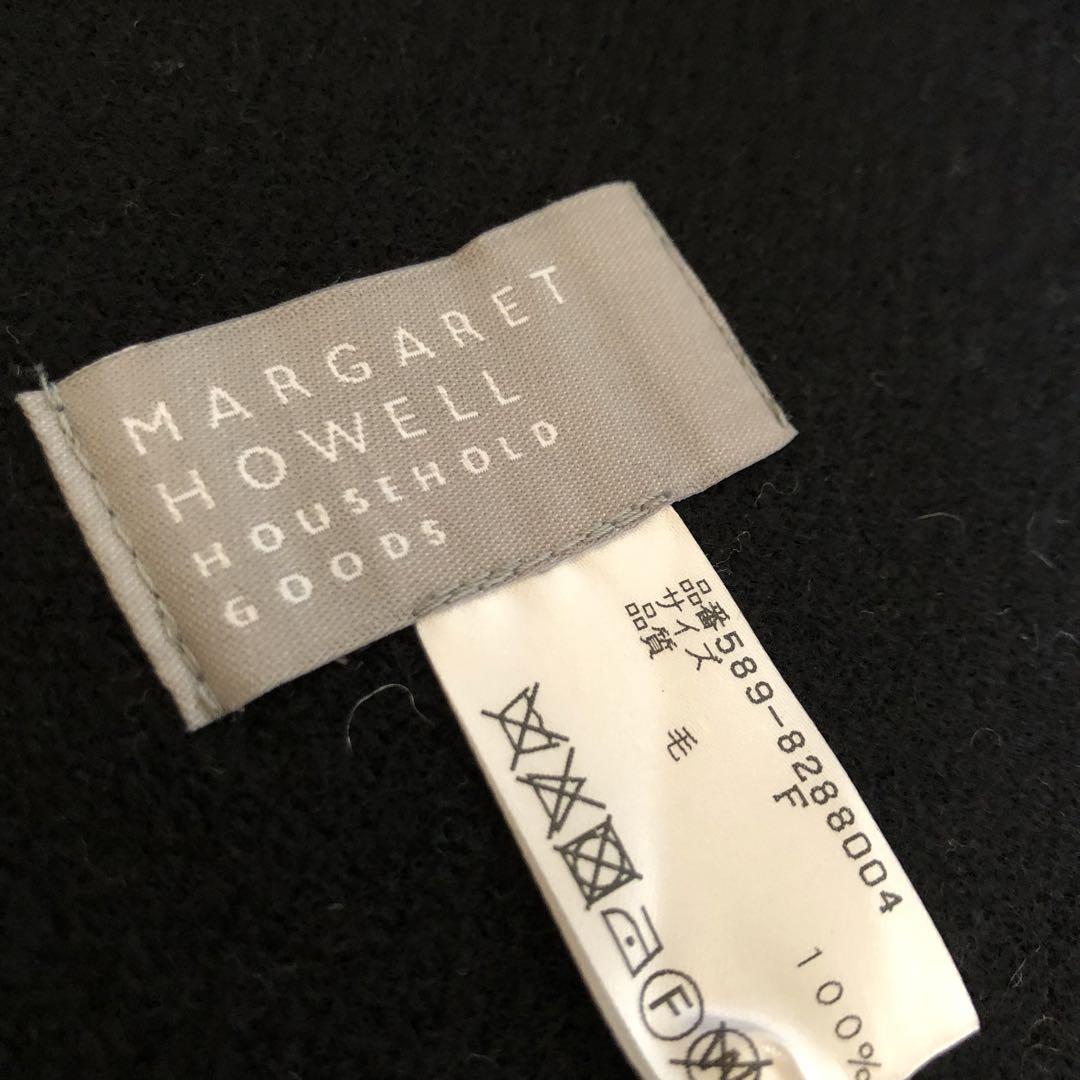 MARGARET
HOWELL
HOUSEHOLD
GOODS
品番589-8288004
サイズ F
品質 毛 100%
F
W